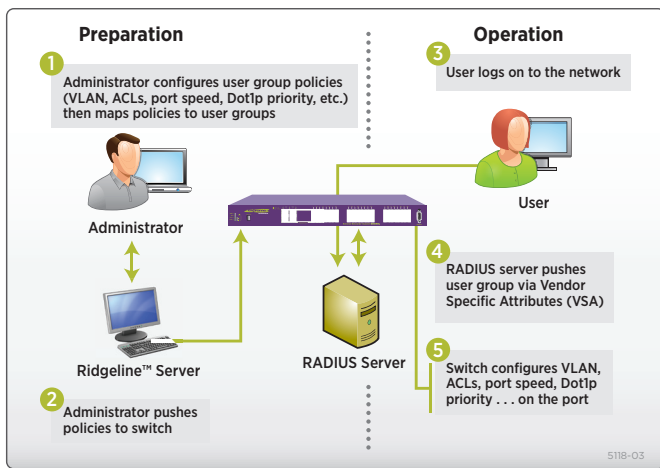 Preparation
Operation
1
Administrator configures user group policies
(VLAN, ACLs, port speed, Dot1p priority, etc.)
then maps policies to user groups
3
User logs on to the network
Administrator
User
4
RADIUS server pushes
user group via Vendor
Specific Attributes (VSA)
Ridgeline™ Server
RADIUS Server
5
Switch configures VLAN,
ACLs, port speed, Dot1p
priority . . . on the port
2
Administrator pushes
policies to switch
5118-03